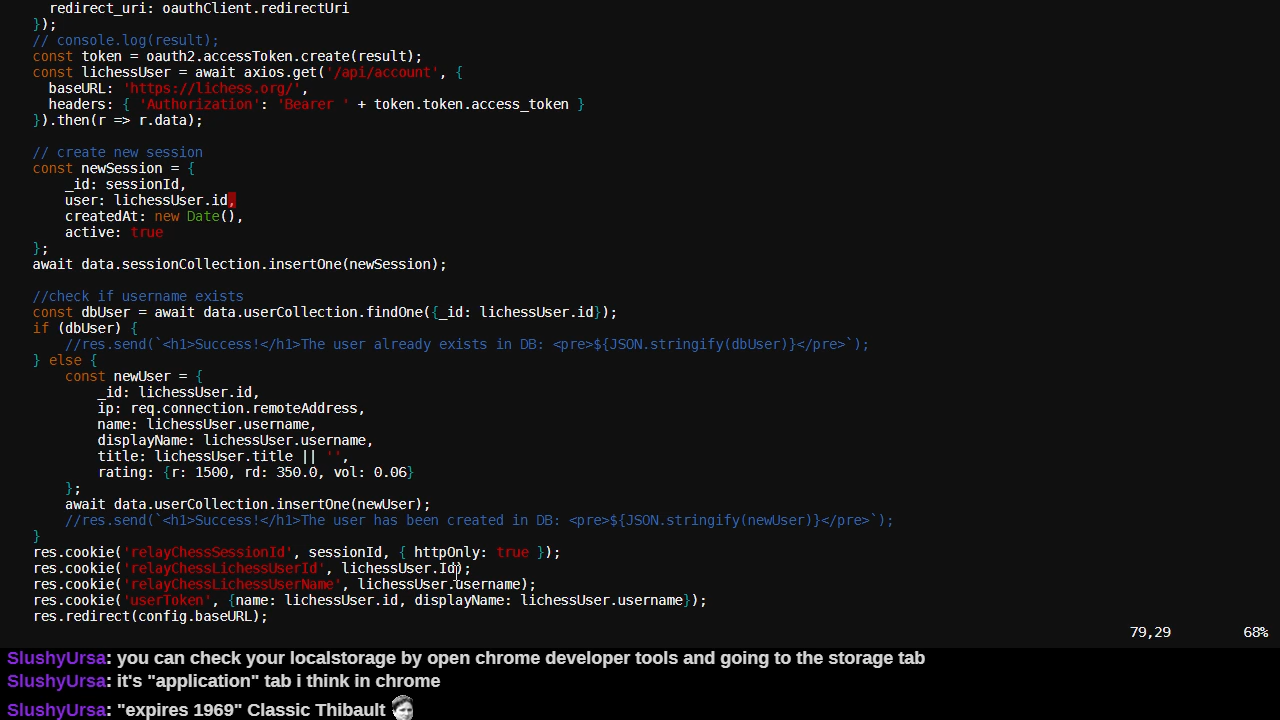 redirect_uri: oauthClient.redirectUri
});
// console.log(result);
const token = oauth2.accessToken.create(result);
const lichessUser = await axios.get('/api/account', {
baseURL: 'https://lichess.org/',
headers: { 'Authorization': 'Bearer ' + token.token.access_token }
}).then(r => r.data);
// create new session
const newSession = {
_id: sessionId,
user: lichessUser.id,
createdAt: new Date(),
active: true
};
await data.sessionCollection.insertOne(newSession);
//check if username exists
const dbUser = await data.userCollection.findOne({_id: lichessUser.id});
if (dbUser) {
//res.send(`<h1>Success!</h1>The user already exists in DB: <pre>${JSON.stringify(dbUser)}</pre>`);
} else {
const newUser = {
_id: lichessUser.id,
ip: req.connection.remoteAddress,
name: lichessUser.username,
displayName: lichessUser.username,
title: lichessUser.title || '',
rating: {r: 1500, rd: 350.0, vol: 0.06}
};
await data.userCollection.insertOne(newUser);
//res.send(`<h1>Success!</h1>The user has been created in DB: <pre>${JSON.stringify(newUser)}</pre>`);
}
res.cookie('relayChessSessionId', sessionId, { httpOnly: true });
res.cookie('relayChessLichessUserId', lichessUser.Id);
res.cookie('relayChessLichessUserName', lichessUser.username);
res.cookie('userToken', {name: lichessUser.id, displayName: lichessUser.username});
res.redirect(config.baseURL);
79,29 68%
SlushyUrsa: you can check your localstorage by open chrome developer tools and going to the storage tab
SlushyUrsa: it's "application" tab i think in chrome
SlushyUrsa: "expires 1969" Classic Thibault